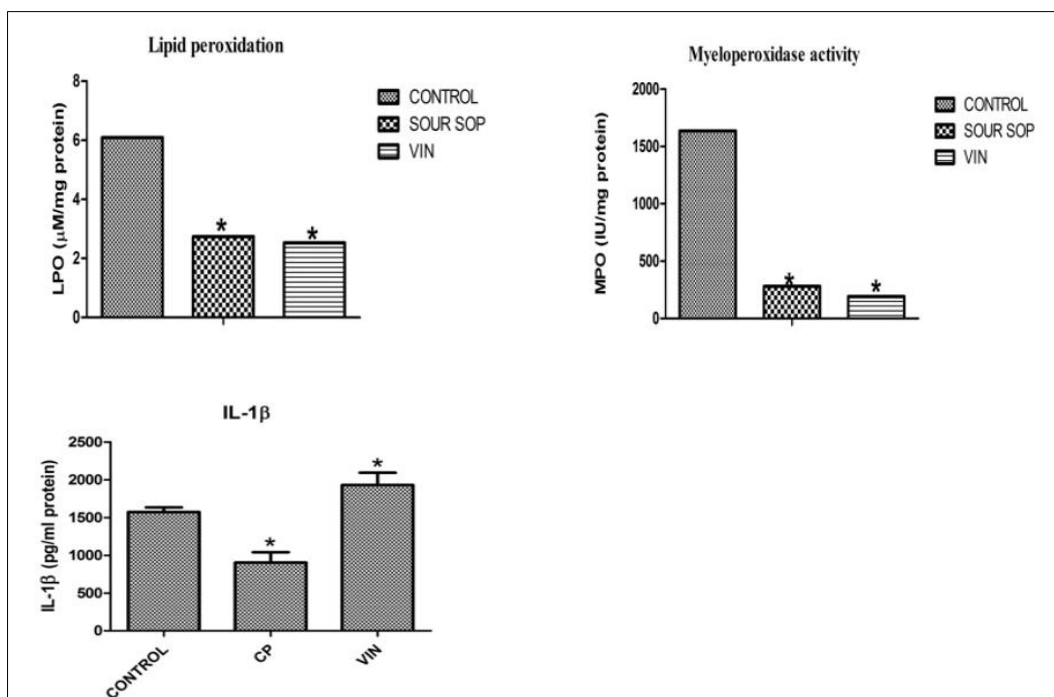 Lipid peroxidation
LPO (μM/mg protein)
8
6
4
2
0
*
*
CONTROL
SOUR SOP
VIN
Myeloperoxidase activity
MPO (IU/mg protein)
2000
1500
1000
500
0
*
*
CONTROL
SOUR SOP
VIN
IL-1β
IL-1β (pg/ml protein)
2500
2000
1500
1000
500
0
*
*
CONTROL
CP
VIN